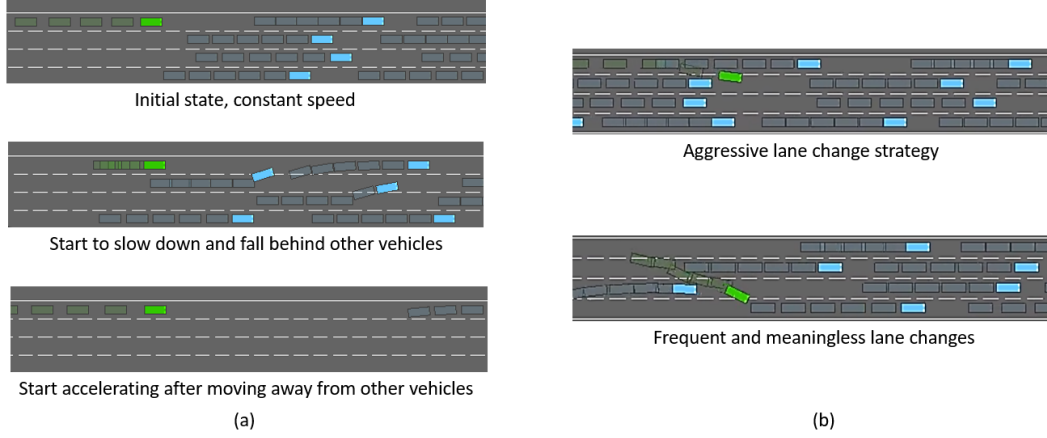 Initial state, constant speed
Start to slow down and fall behind other vehicles
Start accelerating after moving away from other vehicles
(a)
Aggressive lane change strategy
Frequent and meaningless lane changes
(b)